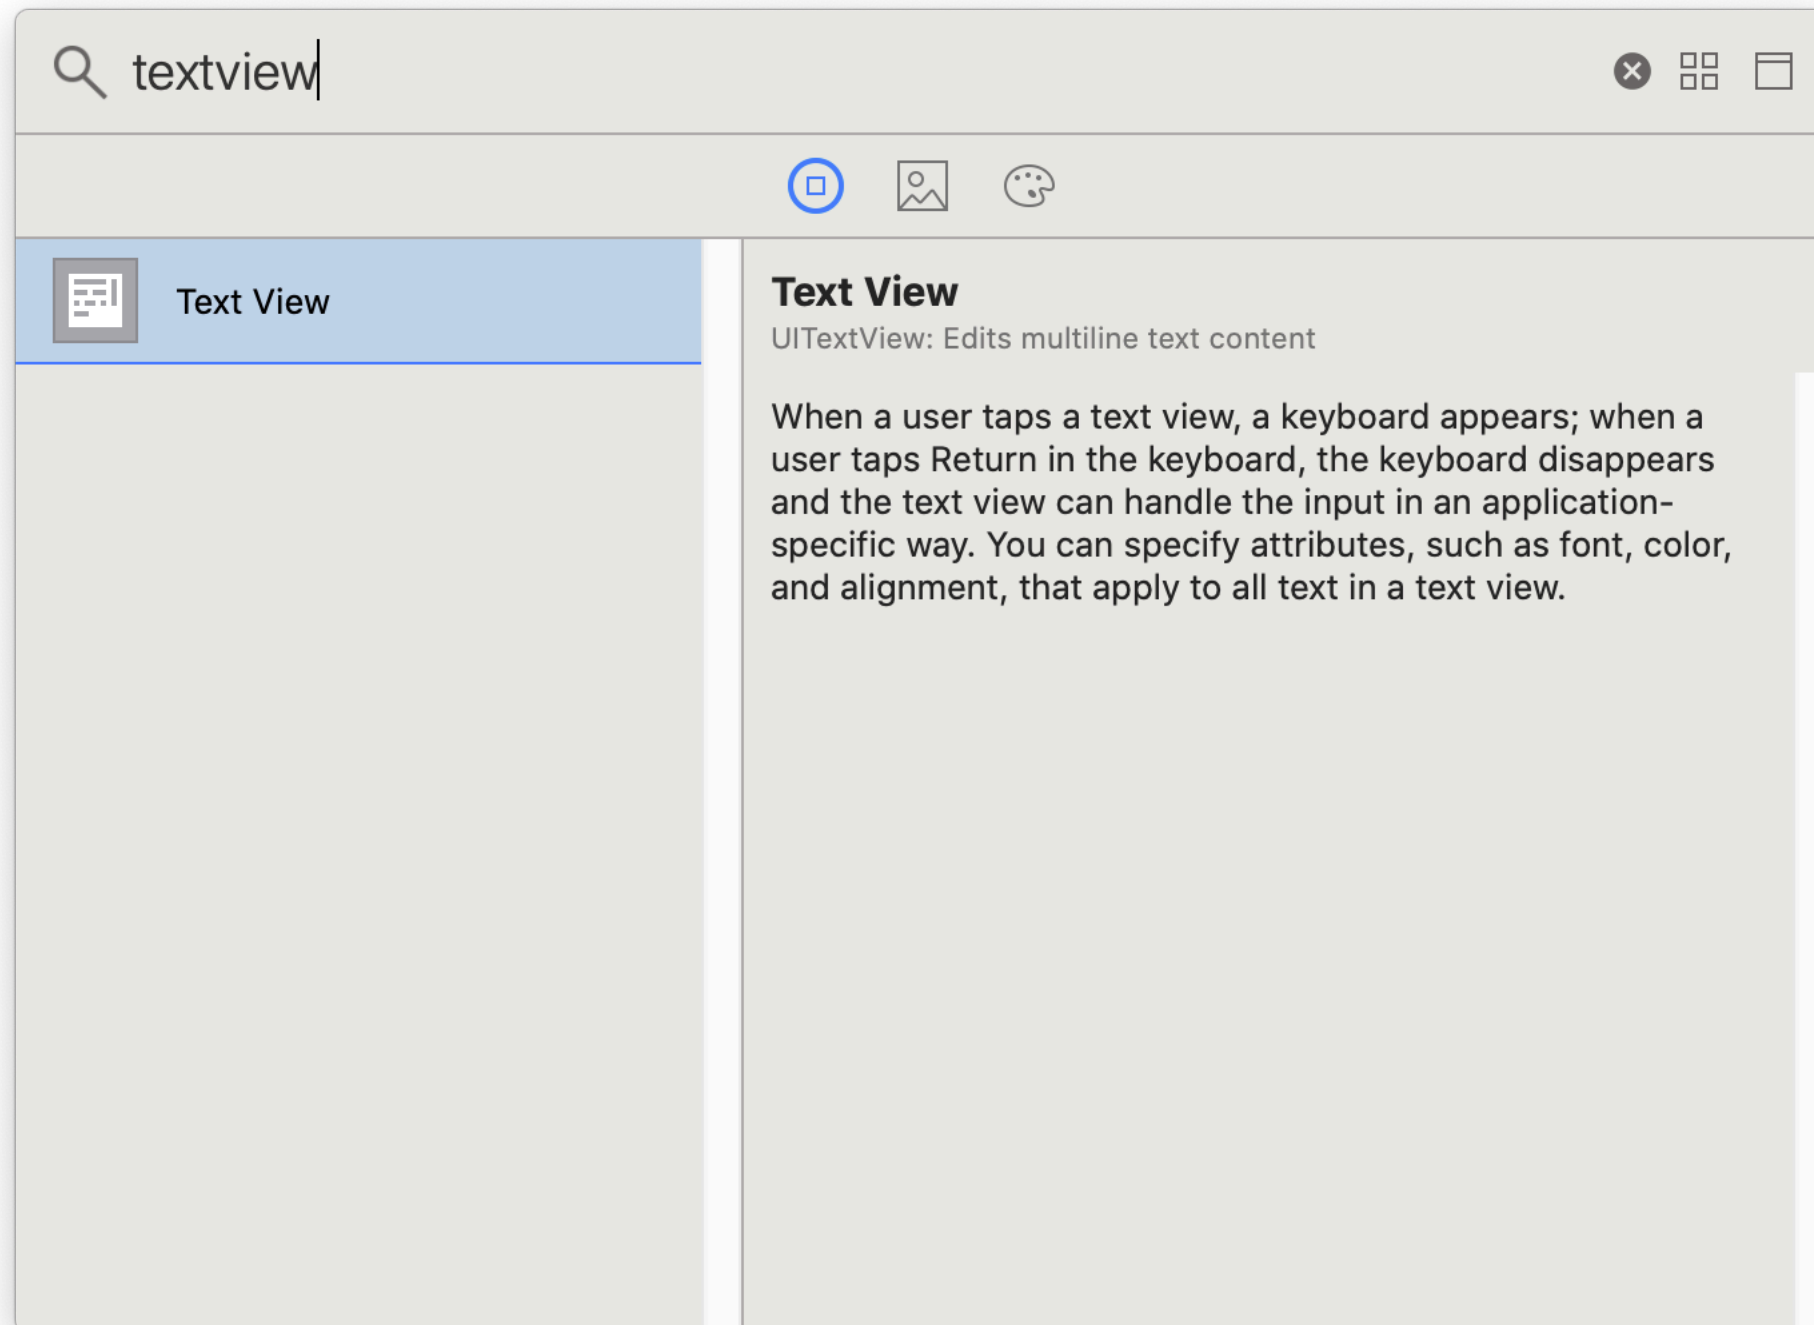 textview
Text View
Text View
UITextView: Edits multiline text content
When a user taps a text view, a keyboard appears; when a
user taps Return in the keyboard, the keyboard disappears
and the text view can handle the input in an application-
specific way. You can specify attributes, such as font, color,
and alignment, that apply to all text in a text view.